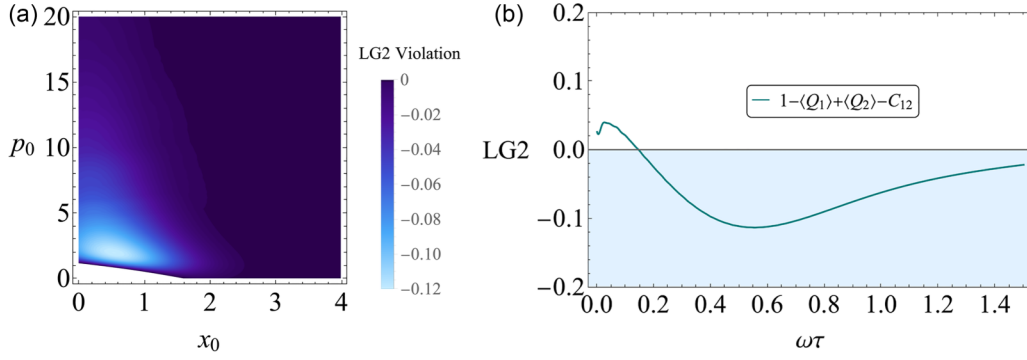 (a)
20
15
p₀ 10
5
0
0 1 2 3 4
x₀
LG2 Violation
0
−0.02
−0.04
−0.06
−0.08
−0.10
−0.12
(b)
0.2
0.1
LG2 0.0
−0.1
−0.2
1−⟨Q₁⟩+⟨Q₂⟩−C₁₂
0.0 0.2 0.4 0.6 0.8 1.0 1.2 1.4
ωτ